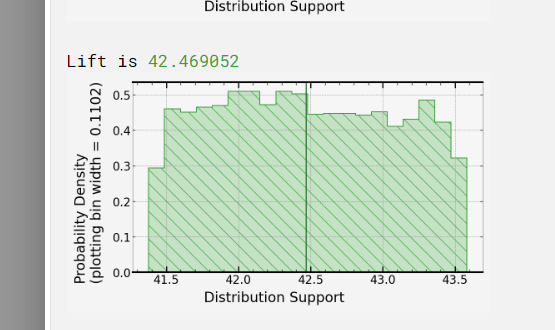 Distribution Support
Lift is 42.469052
Probability Density
(plotting bin width = 0.1102)
0.5
0.4
0.3
0.2
0.1
0.0
41.5 42.0 42.5 43.0 43.5
Distribution Support